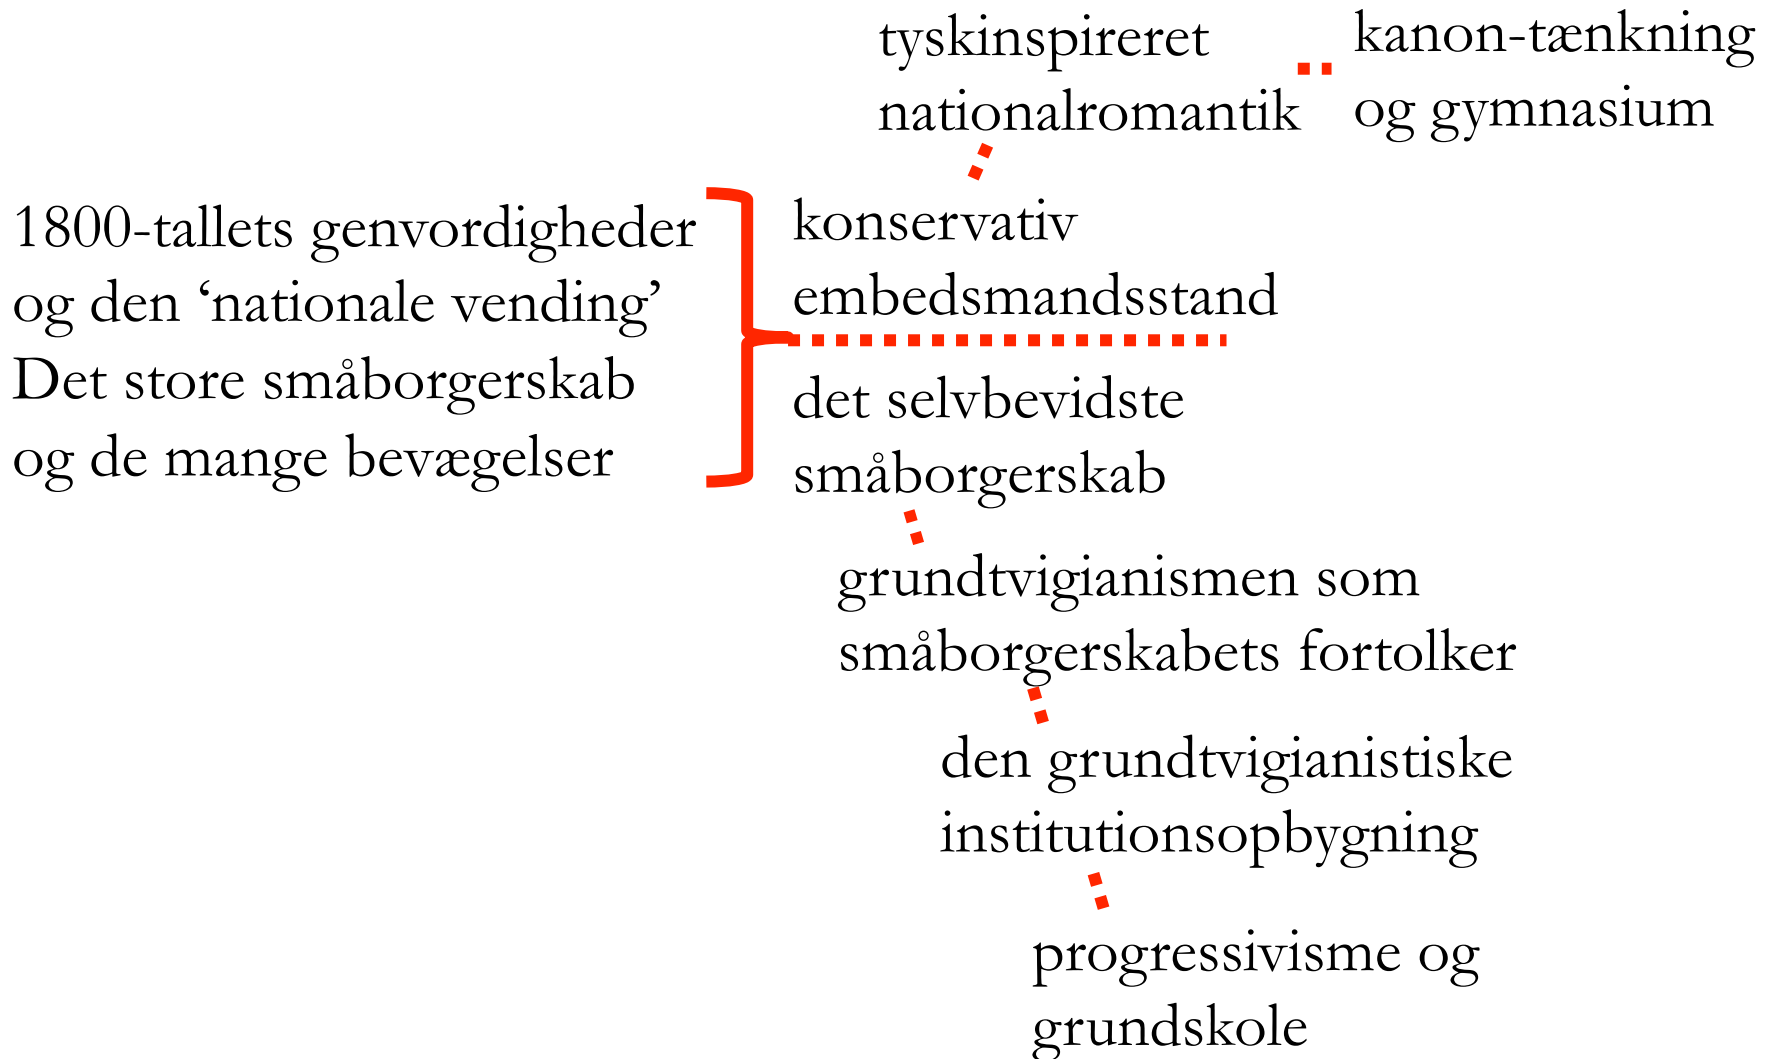 tyskinspireret
nationalromantik
kanon-tænkning
og gymnasium
1800-tallets genvordigheder
og den ‘nationale vending’
Det store småborgerskab
og de mange bevægelser
konservativ
embedsmandsstand
det selvbevidste
småborgerskab
grundtvigianismen som
småborgerskabets fortolker
den grundtvigianistiske
institutionsopbygning
progressivisme og
grundskole